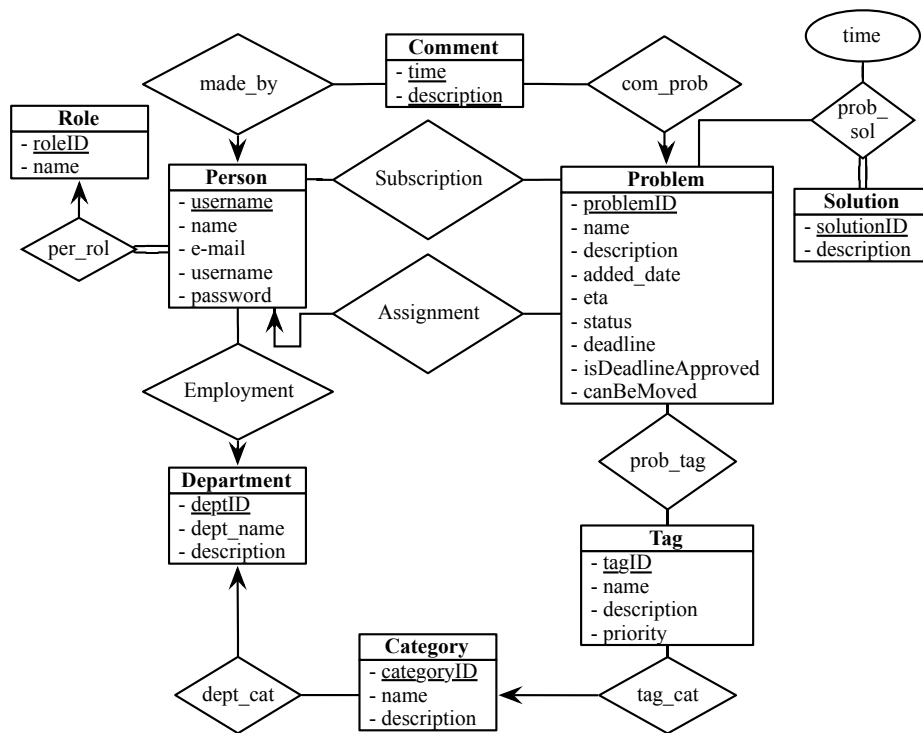 Comment
- time
- description
made_by
com_prob
time
prob_
sol
Role
- roleID
- name
per_rol
Person
- username
- name
- e-mail
- username
- password
Subscription
Assignment
Problem
- problemID
- name
- description
- added_date
- eta
- status
- deadline
- isDeadlineApproved
- canBeMoved
Solution
- solutionID
- description
Employment
prob_tag
Department
- deptID
- dept_name
- description
Tag
- tagID
- name
- description
- priority
dept_cat
Category
- categoryID
- name
- description
tag_cat